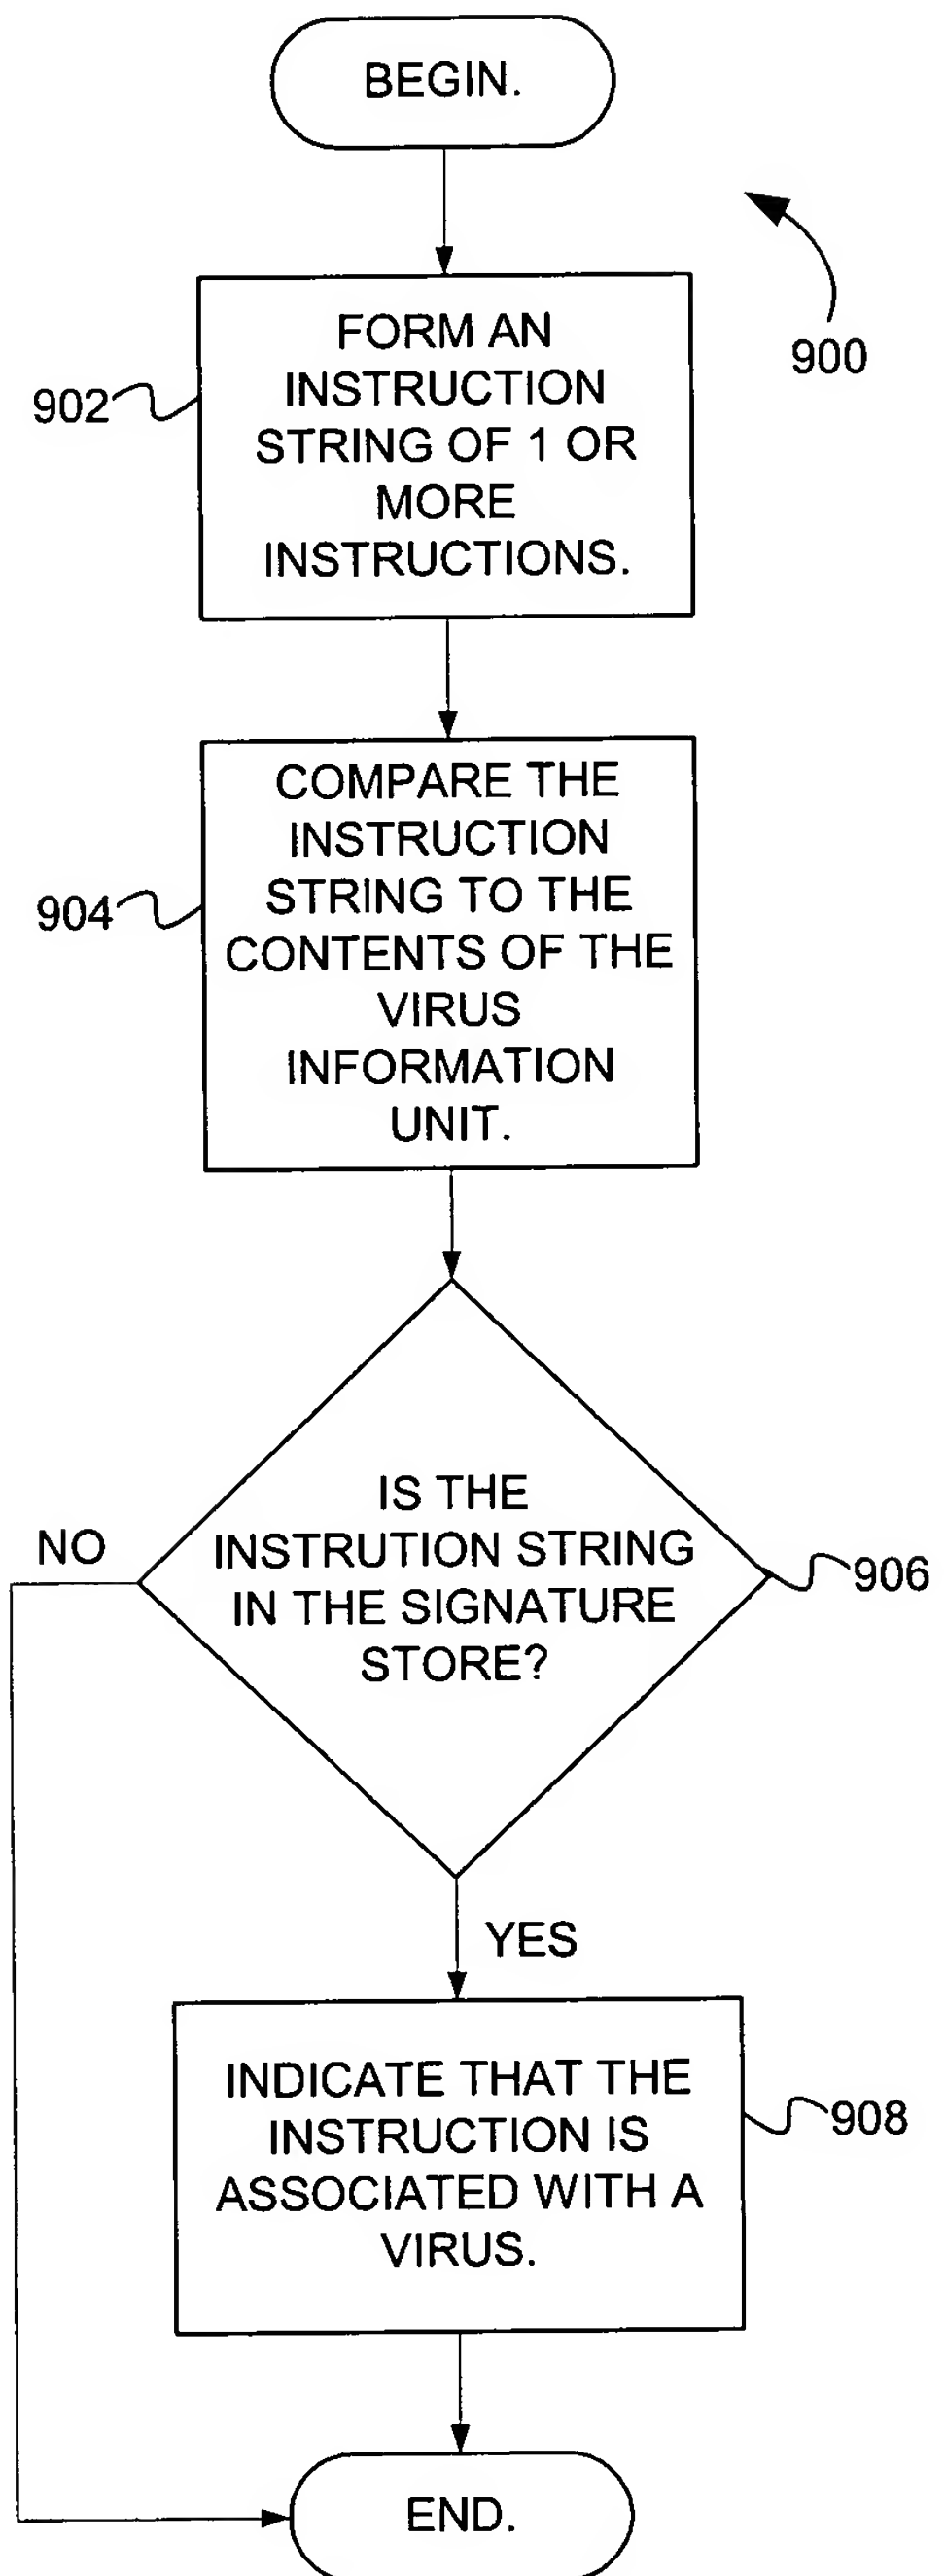 BEGIN.
900
902
FORM AN
INSTRUCTION
STRING OF 1 OR
MORE
INSTRUCTIONS.
904
COMPARE THE
INSTRUCTION
STRING TO THE
CONTENTS OF THE
VIRUS
INFORMATION
UNIT.
NO
IS THE
INSTRUTION STRING
IN THE SIGNATURE
STORE?
906
YES
INDICATE THAT THE
INSTRUCTION IS
ASSOCIATED WITH A
VIRUS.
908
END.